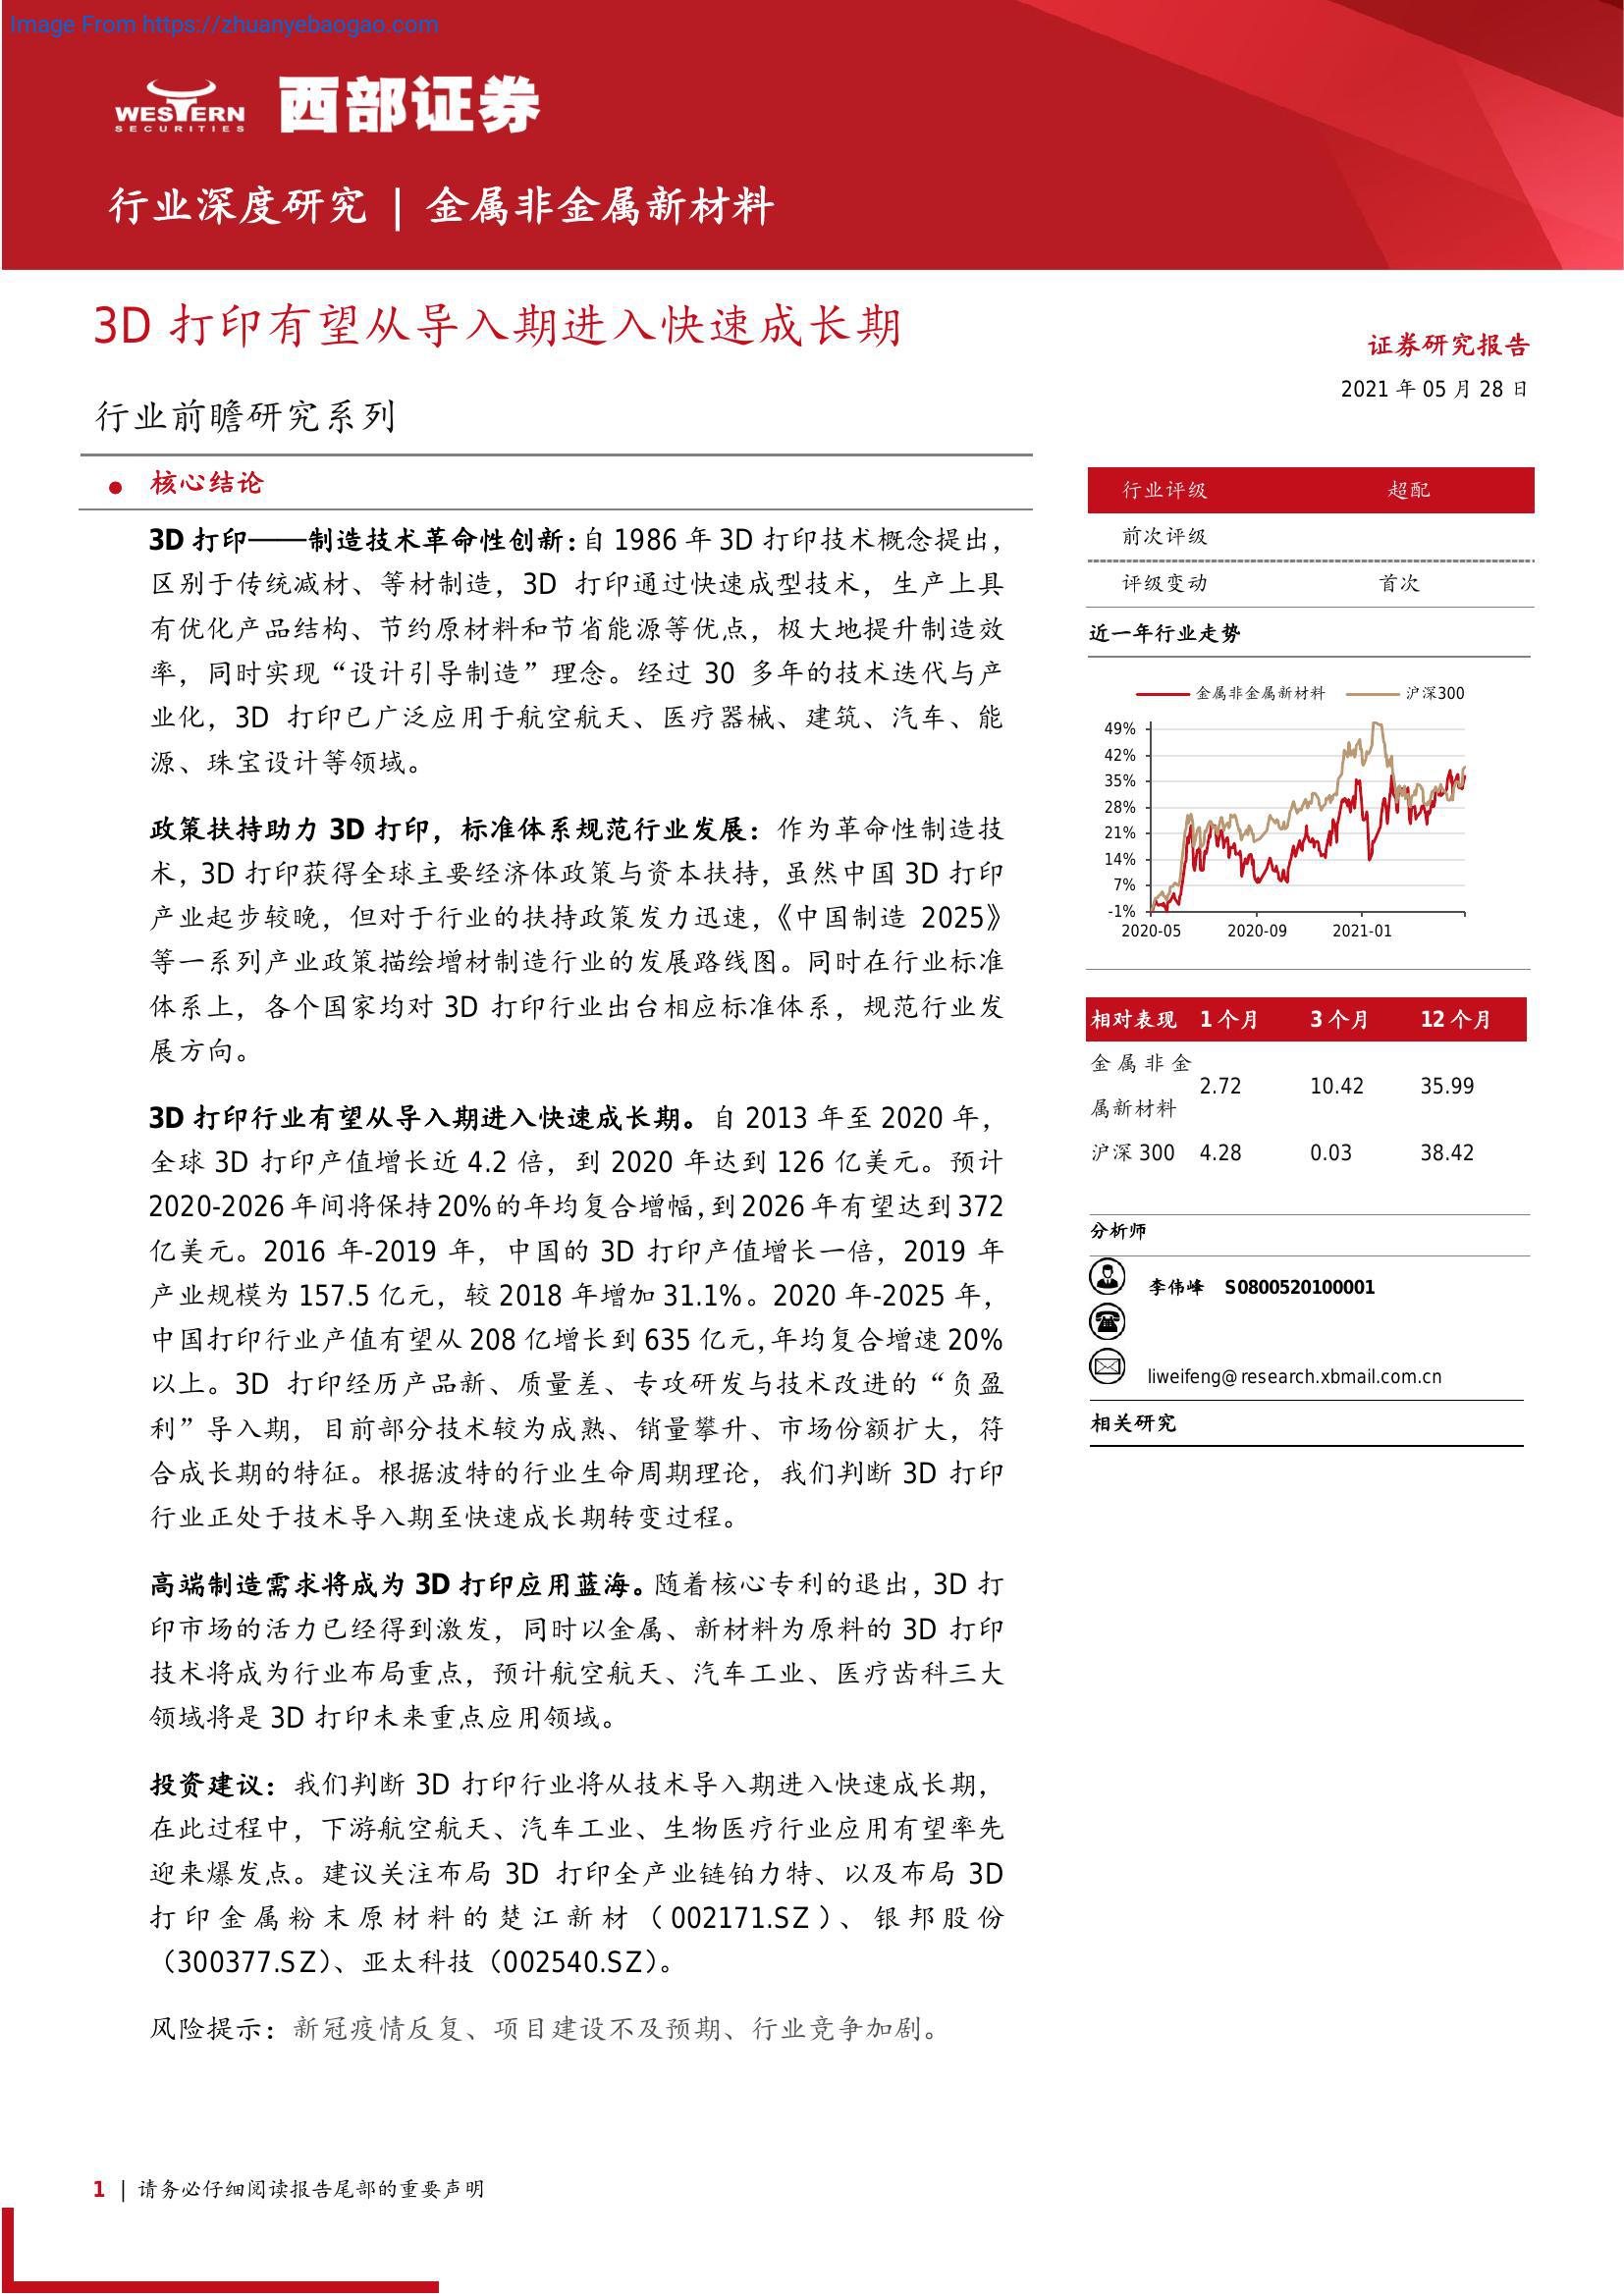 Image From https://zhuanyebaogao.com
WESTERN
SECURITIES
西部证券
行业深度研究 | 金属非金属新材料
3D 打印有望从导入期进入快速成长期
行业前瞻研究系列
证券研究报告
2021 年 05 月 28 日
● 核心结论
3D 打印——制造技术革命性创新：自 1986 年 3D 打印技术概念提出，
区别于传统减材、等材制造，3D 打印通过快速成型技术，生产上具
有优化产品结构、节约原材料和节省能源等优点，极大地提升制造效
率，同时实现“设计引导制造”理念。经过 30 多年的技术迭代与产
业化，3D 打印已广泛应用于航空航天、医疗器械、建筑、汽车、能
源、珠宝设计等领域。
政策扶持助力 3D 打印，标准体系规范行业发展：作为革命性制造技
术，3D 打印获得全球主要经济体政策与资本扶持，虽然中国 3D 打印
产业起步较晚，但对于行业的扶持政策发力迅速，《中国制造 2025》
等一系列产业政策描绘增材制造行业的发展路线图。同时在行业标准
体系上，各个国家均对 3D 打印行业出台相应标准体系，规范行业发
展方向。
3D 打印行业有望从导入期进入快速成长期。自 2013 年至 2020 年，
全球 3D 打印产值增长近 4.2 倍，到 2020 年达到 126 亿美元。预计
2020-2026 年间将保持 20%的年均复合增幅，到 2026 年有望达到 372
亿美元。2016 年-2019 年，中国的 3D 打印产值增长一倍，2019 年
产业规模为 157.5 亿元，较 2018 年增加 31.1%。2020 年-2025 年，
中国打印行业产值有望从 208 亿增长到 635 亿元，年均复合增速 20%
以上。3D 打印经历产品新、质量差、专攻研发与技术改进的“负盈
利”导入期，目前部分技术较为成熟、销量攀升、市场份额扩大，符
合成长期的特征。根据波特的行业生命周期理论，我们判断 3D 打印
行业正处于技术导入期至快速成长期转变过程。
高端制造需求将成为 3D 打印应用蓝海。随着核心专利的退出，3D 打
印市场的活力已经得到激发，同时以金属、新材料为原料的 3D 打印
技术将成为行业布局重点，预计航空航天、汽车工业、医疗齿科三大
领域将是 3D 打印未来重点应用领域。
投资建议：我们判断 3D 打印行业将从技术导入期进入快速成长期，
在此过程中，下游航空航天、汽车工业、生物医疗行业应用有望率先
迎来爆发点。建议关注布局 3D 打印全产业链铂力特、以及布局 3D
打印金属粉末原材料的楚江新材（002171.SZ）、银邦股份
（300377.SZ）、亚太科技（002540.SZ）。
风险提示：新冠疫情反复、项目建设不及预期、行业竞争加剧。
行业评级 超配
前次评级
评级变动 首次
近一年行业走势
金属非金属新材料 沪深300
49%
42%
35%
28%
21%
14%
7%
-1%
2020-05 2020-09 2021-01
相对表现 1 个月 3 个月 12 个月
金属非金
2.72 10.42 35.99
属新材料
沪深 300 4.28 0.03 38.42
分析师
李伟峰 S0800520100001
liweifeng@research.xbmail.com.cn
相关研究
1 | 请务必仔细阅读报告尾部的重要声明